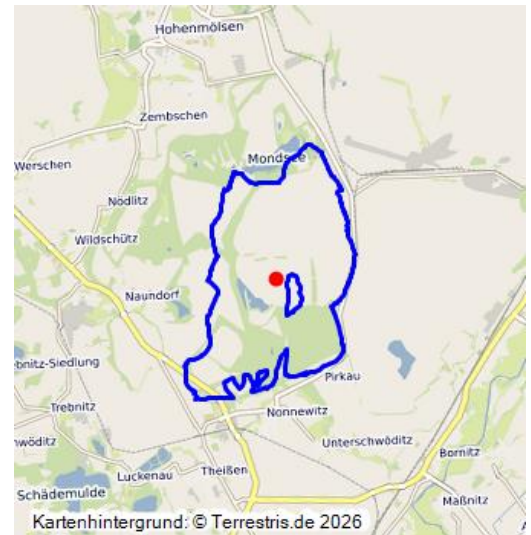 Hohenmölsen
Zembschen
Mondsee
Werschen
Nödlitz
Wildschütz
Naundorf
bnitz-Siedlung
Pirkau
Trebnitz
Nonnewitz
wöditz
Unterschwöditz
Bornitz
Luckenau
Theißen
Schädemulde
Maßnitz
Kartenhintergrund: © Terrestris.de 2026